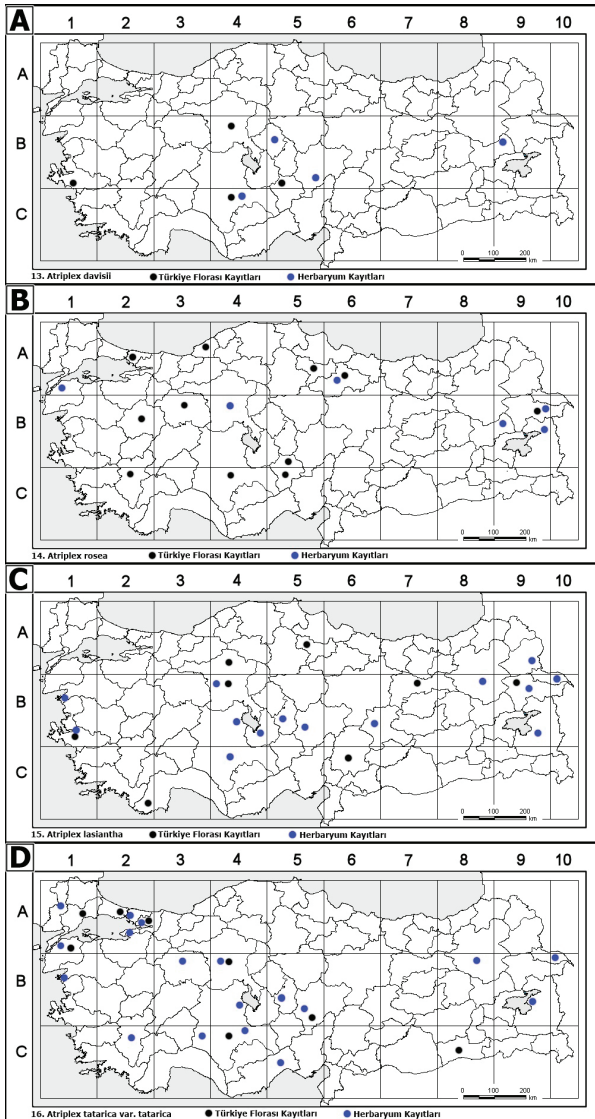 A
1 2 3 4 5 6 7 8 9 10
A
B
C
0 100 200
km
13. Atriplex davisii Türkiye Florası Kayıtları Herbaryum Kayıtları
B
1 2 3 4 5 6 7 8 9 10
A
B
C
0 100 200
km
14. Atriplex rosea Türkiye Florası Kayıtları Herbaryum Kayıtları
C
1 2 3 4 5 6 7 8 9 10
A
B
C
0 100 200
km
15. Atriplex lasiantha Türkiye Florası Kayıtları Herbaryum Kayıtları
D
1 2 3 4 5 6 7 8 9 10
A
B
C
0 100 200
km
16. Atriplex tatarica var. tatarica Türkiye Florası Kayıtları Herbaryum Kayıtları